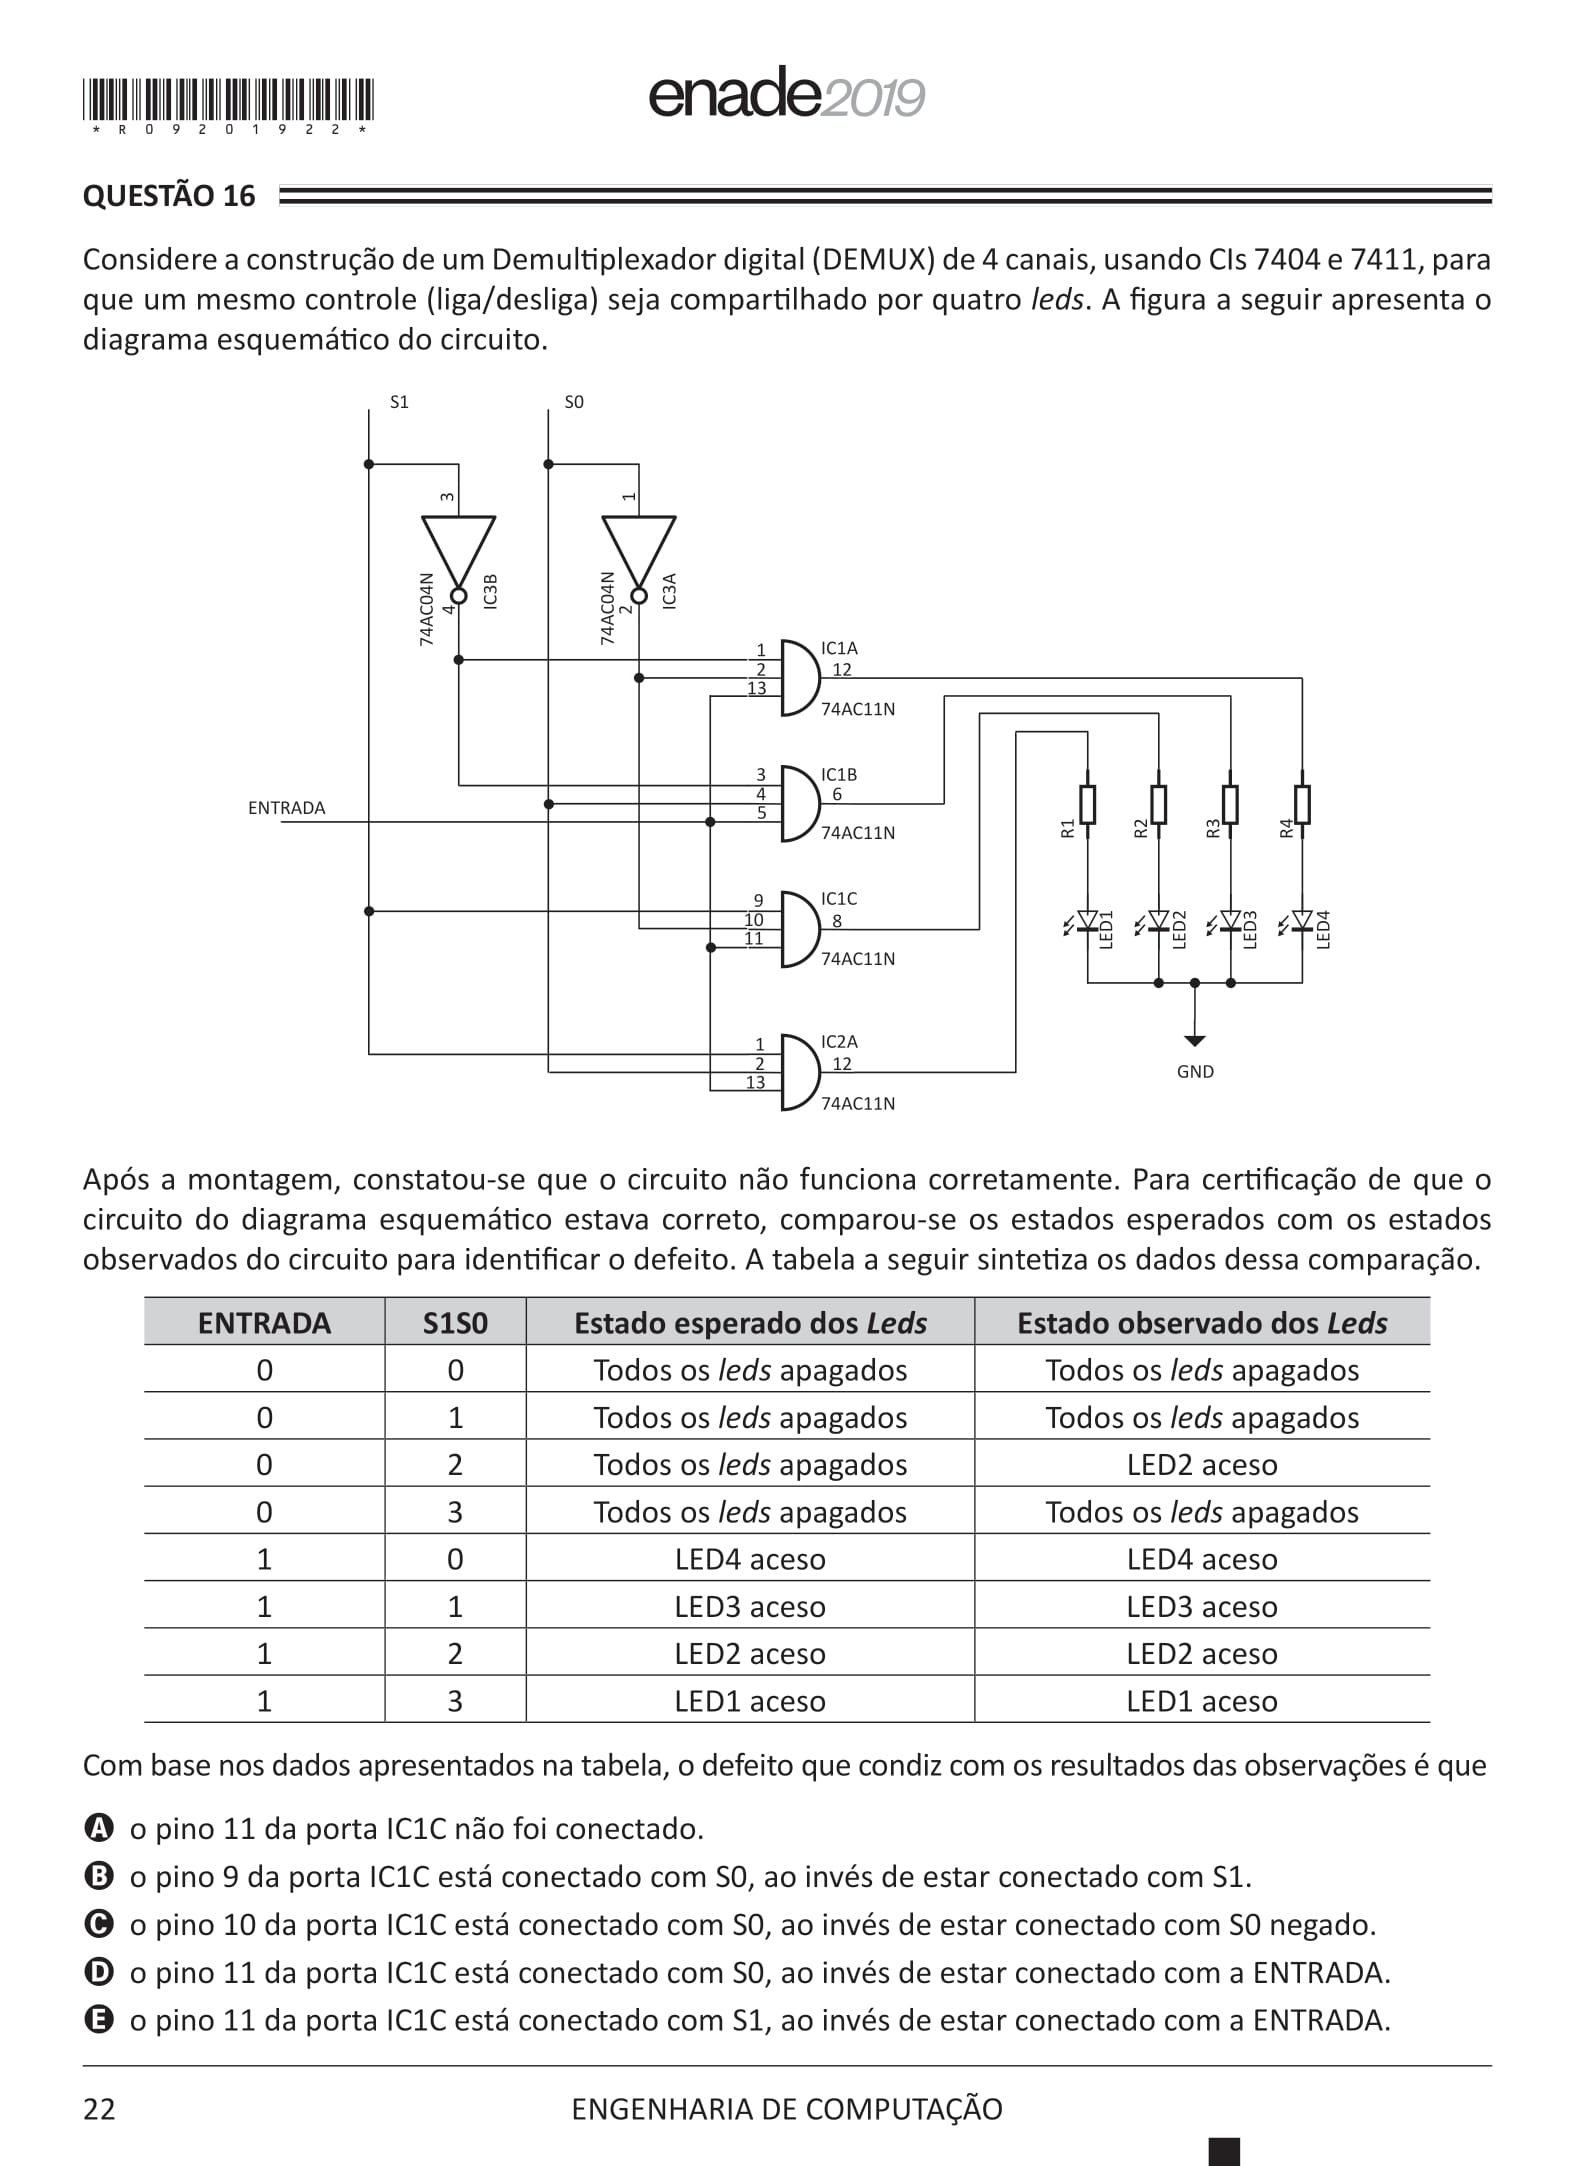 *R09201922*
enade2019
QUESTÃO 16
Considere a construção de um Demultiplexador digital (DEMUX) de 4 canais, usando CIs 7404 e 7411, para
que um mesmo controle (liga/desliga) seja compartilhado por quatro leds. A figura a seguir apresenta o
diagrama esquemático do circuito.
S1 S0
3 1
74AC04N 4 IC3B 74AC04N 2 IC3A
1 IC1A
2 12
13
74AC11N
3 IC1B
4 6
5
74AC11N
ENTRADA
R1 R2 R3 R4
9 IC1C
10 8
11
74AC11N
LED1 LED2 LED3 LED4
1 IC2A
2 12
13
74AC11N
GND
Após a montagem, constatou-se que o circuito não funciona corretamente. Para certificação de que o
circuito do diagrama esquemático estava correto, comparou-se os estados esperados com os estados
observados do circuito para identificar o defeito. A tabela a seguir sintetiza os dados dessa comparação.
ENTRADA S1S0 Estado esperado dos Leds Estado observado dos Leds
0 0 Todos os leds apagados Todos os leds apagados
0 1 Todos os leds apagados Todos os leds apagados
0 2 Todos os leds apagados LED2 aceso
0 3 Todos os leds apagados Todos os leds apagados
1 0 LED4 aceso LED4 aceso
1 1 LED3 aceso LED3 aceso
1 2 LED2 aceso LED2 aceso
1 3 LED1 aceso LED1 aceso
Com base nos dados apresentados na tabela, o defeito que condiz com os resultados das observações é que
A o pino 11 da porta IC1C não foi conectado.
B o pino 9 da porta IC1C está conectado com S0, ao invés de estar conectado com S1.
C o pino 10 da porta IC1C está conectado com S0, ao invés de estar conectado com S0 negado.
D o pino 11 da porta IC1C está conectado com S0, ao invés de estar conectado com a ENTRADA.
E o pino 11 da porta IC1C está conectado com S1, ao invés de estar conectado com a ENTRADA.
22 ENGENHARIA DE COMPUTAÇÃO